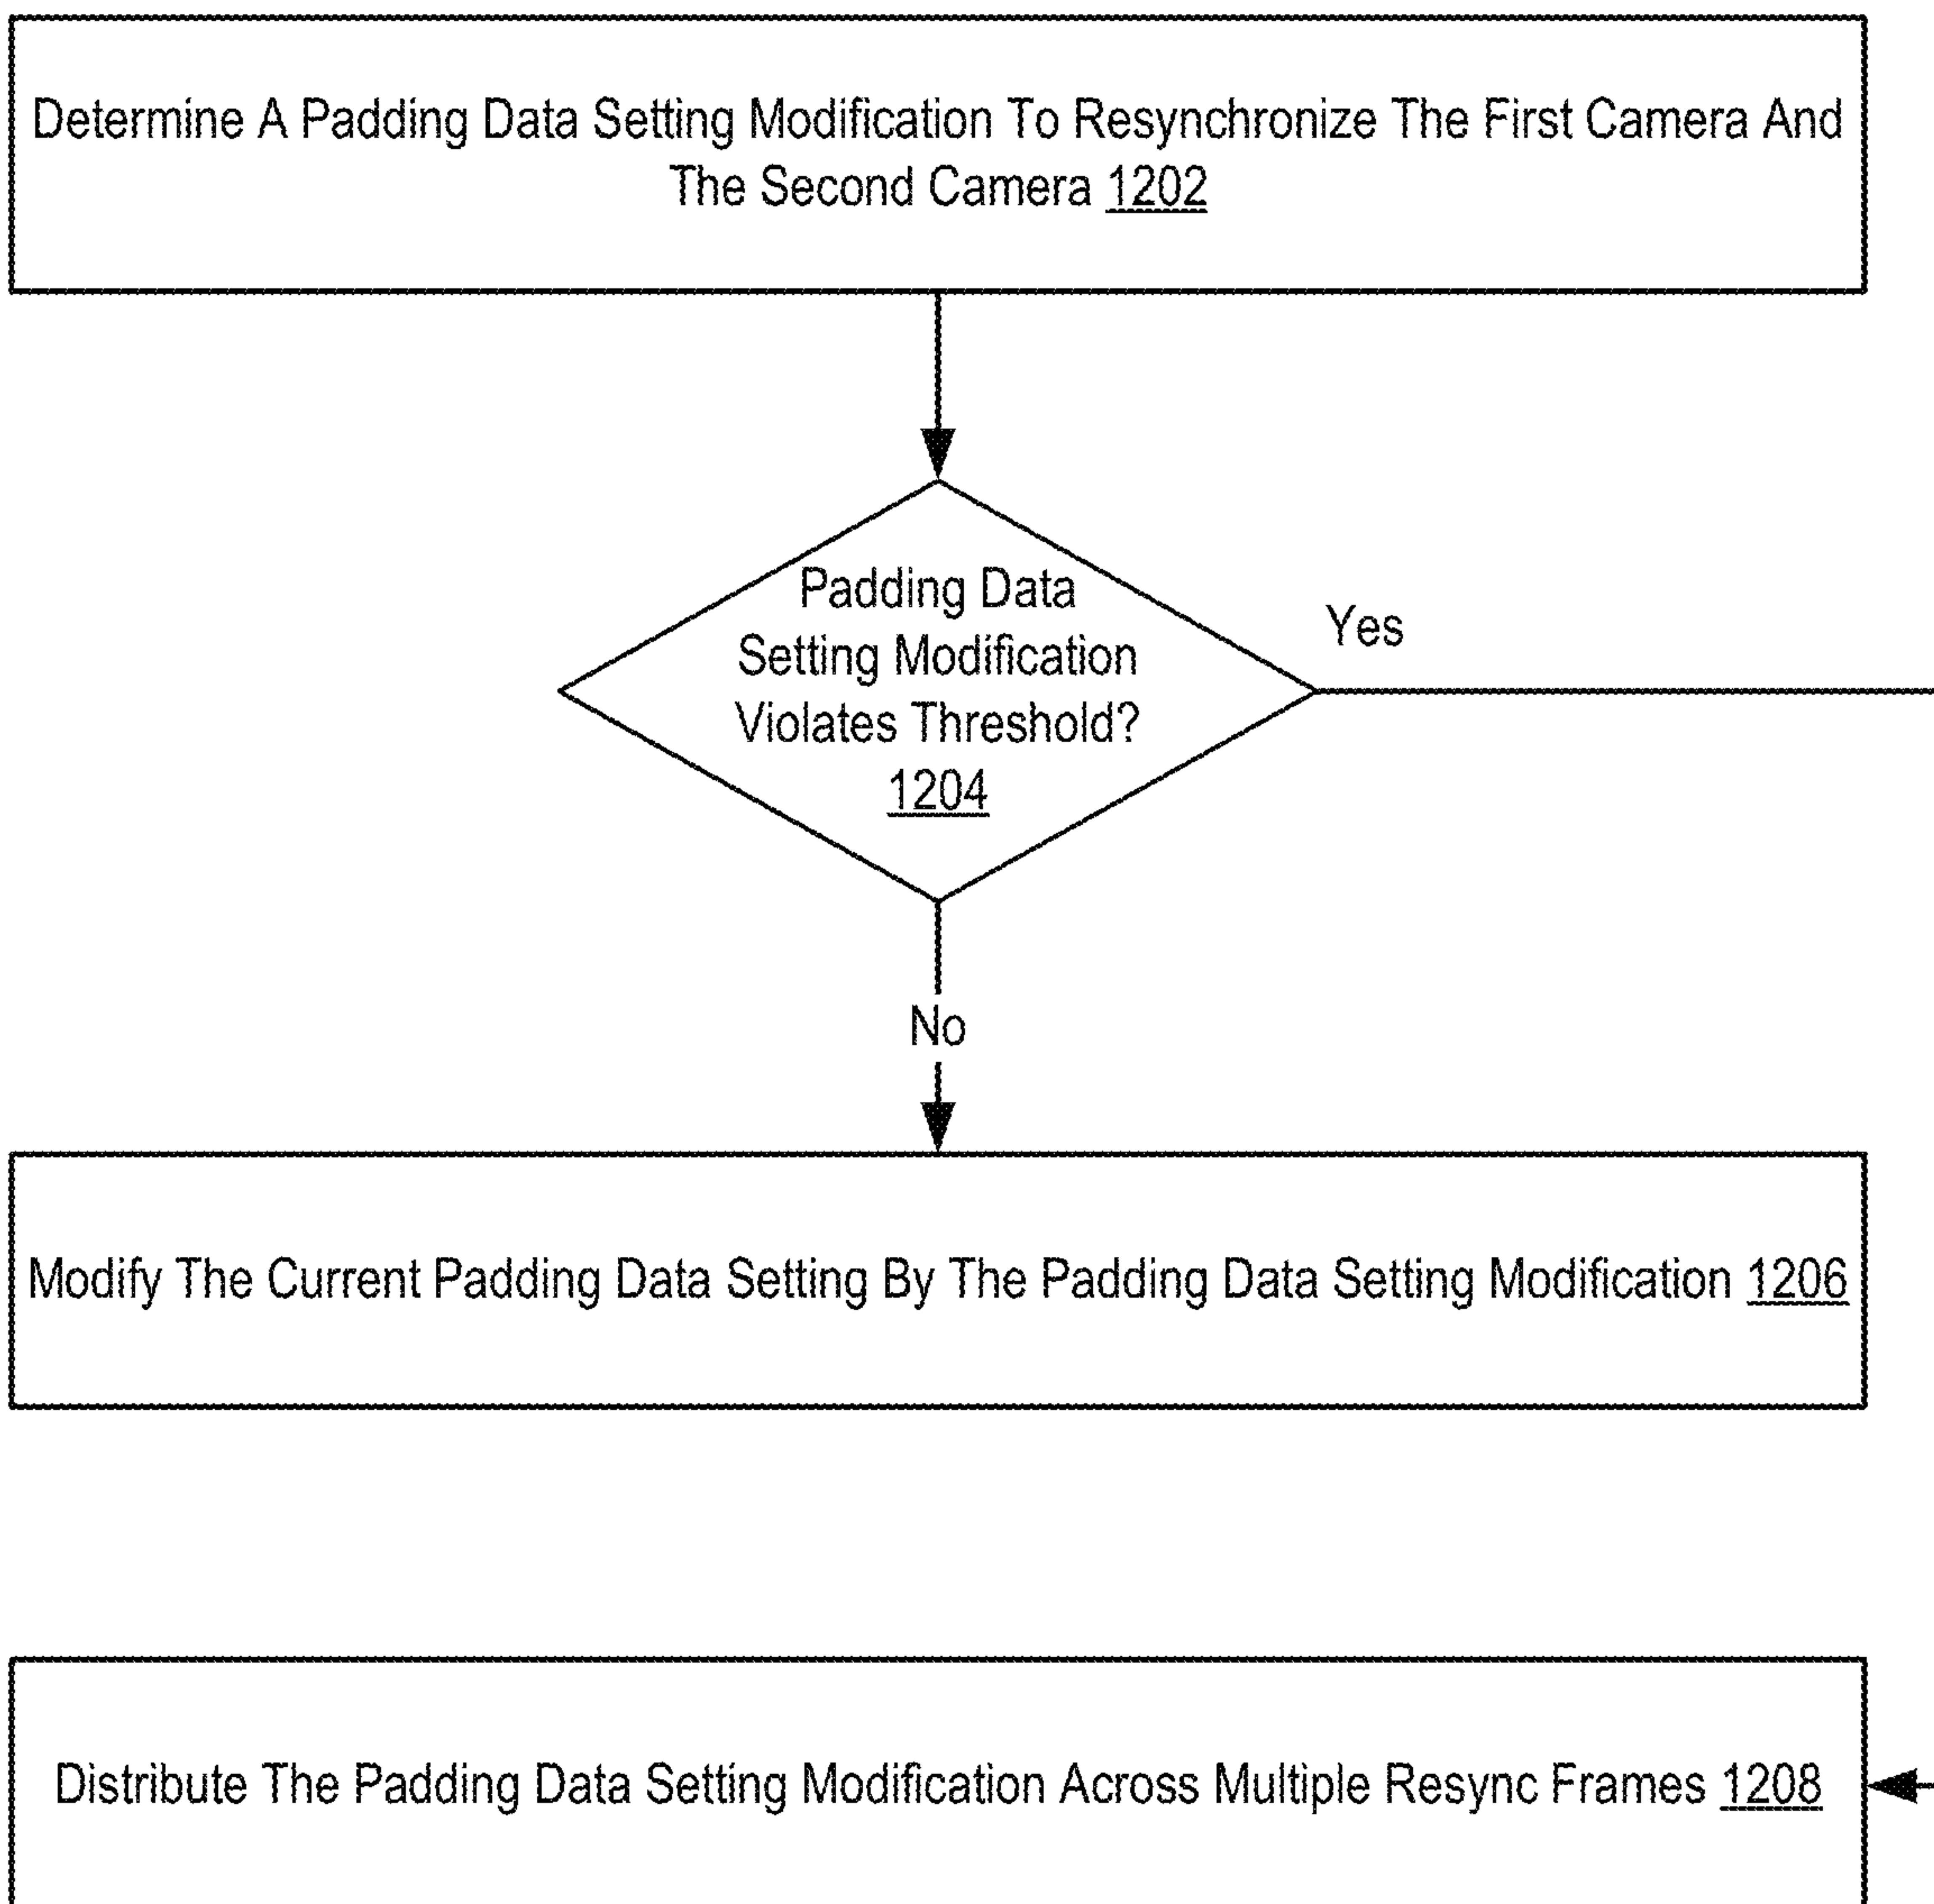 Determine A Padding Data Setting Modification To Resynchronize The First Camera And
The Second Camera 1202
Padding Data
Setting Modification
Violates Threshold?
1204
Yes
No
Modify The Current Padding Data Setting By The Padding Data Setting Modification 1206
Distribute The Padding Data Setting Modification Across Multiple Resync Frames 1208